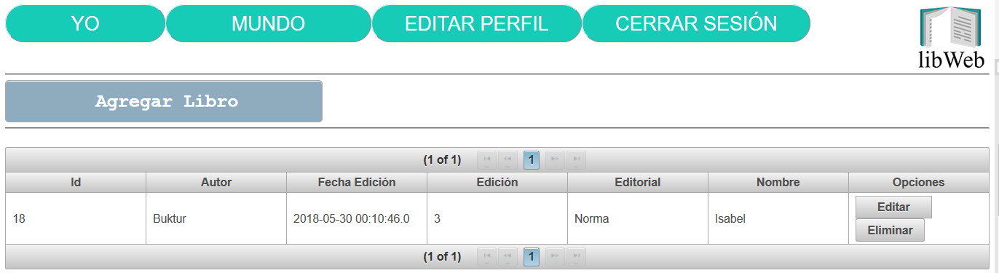 YO MUNDO EDITAR PERFIL CERRAR SESIÓN
libWeb
Agregar Libro
(1 of 1) 1
Id Autor Fecha Edición Edición Editorial Nombre Opciones
18 Buktur 2018-05-30 00:10:46.0 3 Norma Isabel Editar
Eliminar
(1 of 1) 1